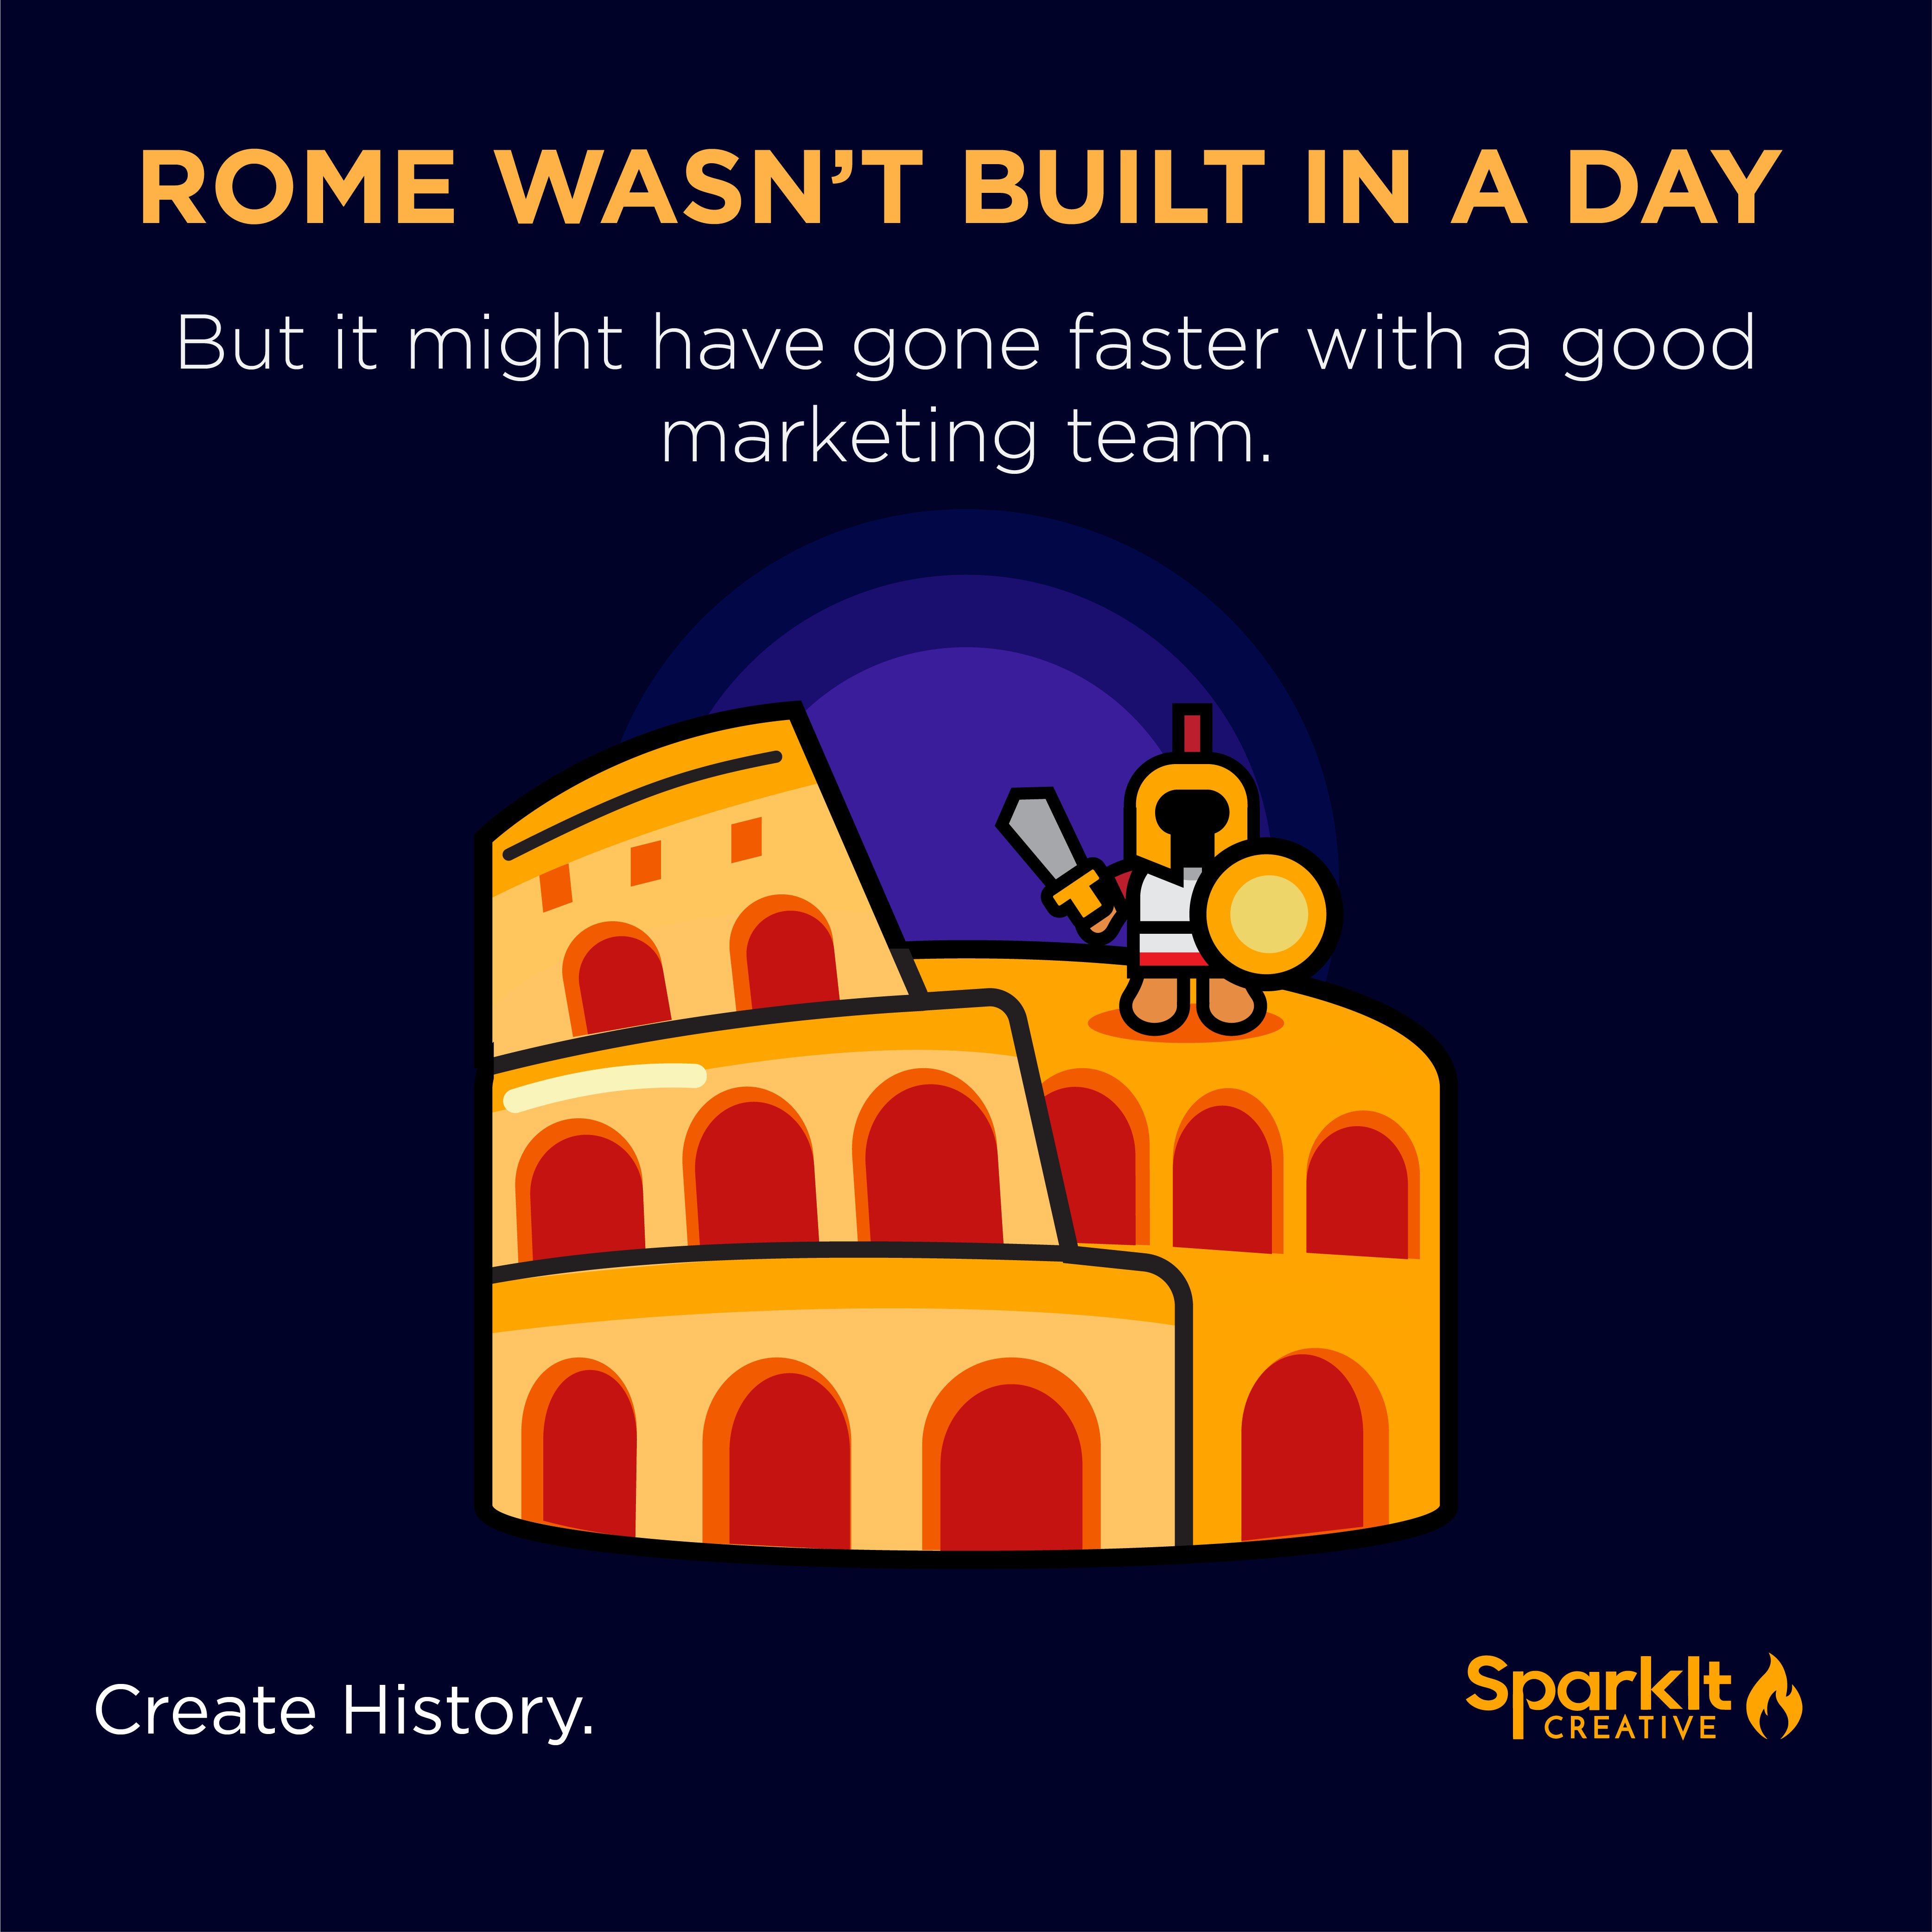 ROME WASN'T BUILT IN A DAY
But it might have gone faster with a good
marketing team.
Create History.
SparkIt
CREATIVE